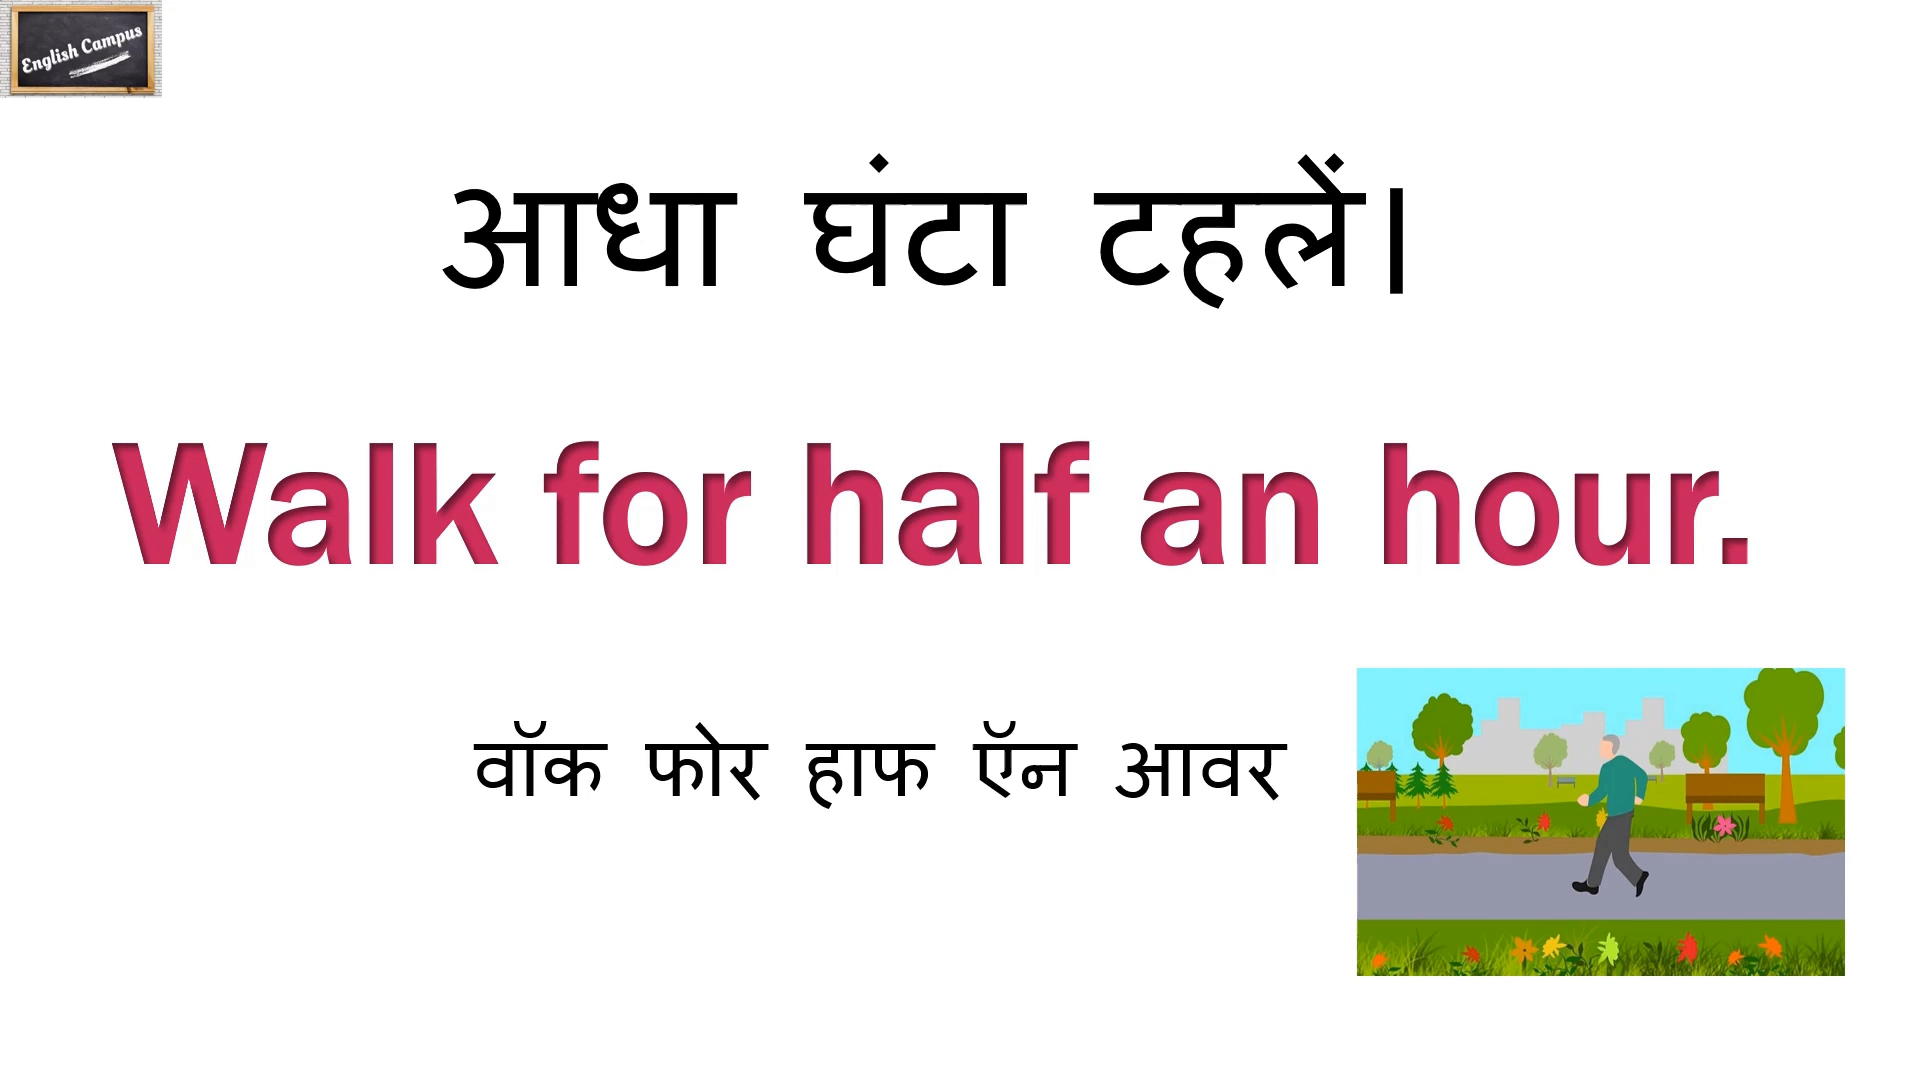 English Campus
आधा घंटा टहलें।
Walk for half an hour.
वॉक फोर हाफ ऍन आवर